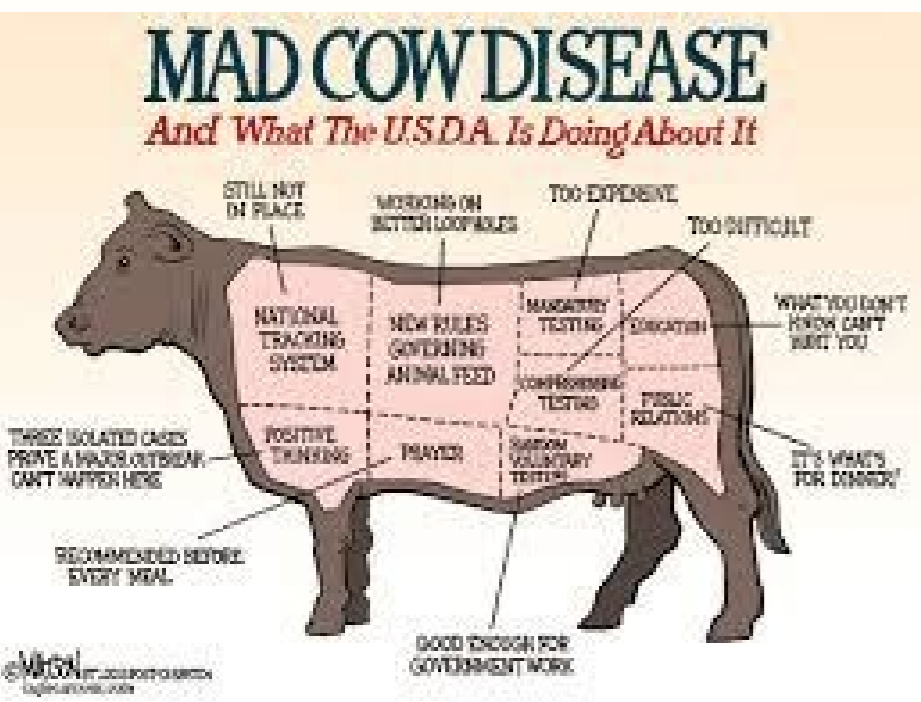 MAD COW DISEASE
And What The U.S.D.A. Is Doing About It
STILL NOT
IN PLACE
WORKING ON
BETTER LOOPHOLES
TOO EXPENSIVE
TOO DIFFICULT
NATIONAL
TRACKING
SYSTEM
NEW RULES
GOVERNING
ANIMAL FEED
MANDATORY
TESTING
EDUCATION
WHAT YOU DON'T
KNOW CAN'T
HURT YOU
COMPREHENSIVE
TESTING
PUBLIC
RELATIONS
THREE ISOLATED CASES
PROVE A MAJOR OUTBREAK
CAN'T HAPPEN HERE
POSITIVE
THINKING
PRAYER
RANDOM
VOLUNTARY
TESTING
IT'S WHAT'S
FOR DINNER!
RECOMMENDED BEFORE
EVERY MEAL
GOOD ENOUGH FOR
GOVERNMENT WORK